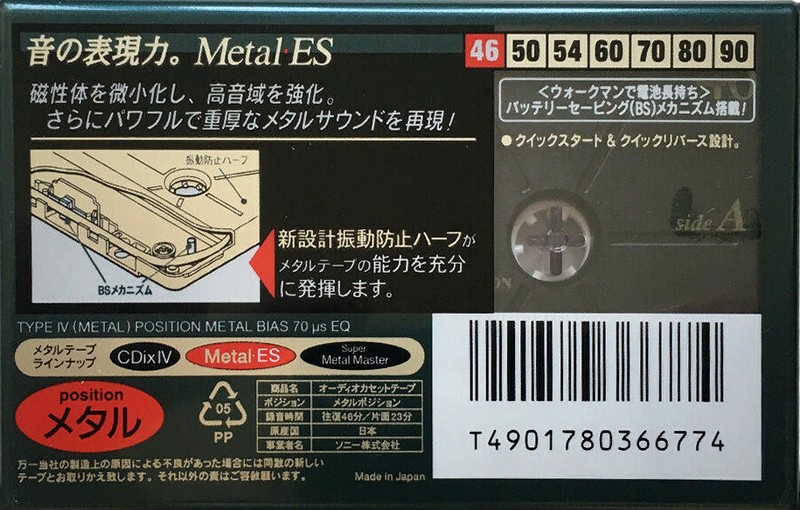 音の表現力。Metal·ES
46 50 54 60 70 80 90
磁性体を微小化し、高音域を強化。
さらにパワフルで重厚なメタルサウンドを再現！
<ウォークマンで電池長持ち>
バッテリーセービング(BS)メカニズム搭載！
●クイックスタート & クイックリバース設計。
振動防止ハーフ
BSメカニズム
新設計振動防止ハーフが
メタルテープの能力を充分
に発揮します。
side A
TYPE IV (METAL) POSITION METAL BIAS 70 µs EQ
メタルテープ
ラインナップ
CDixIV
Metal·ES
Super
Metal Master
position
メタル
05
PP
商品名 オーディオカセットテープ
ポジション メタルポジション
録音時間 往復46分/片面23分
原産国 日本
事業者名 ソニー株式会社
T4901780366774
万一当社の製造上の原因による不良があった場合には同数の新しい
テープとお取りかえ致します。それ以外の責はご容赦願います。
Made in Japan